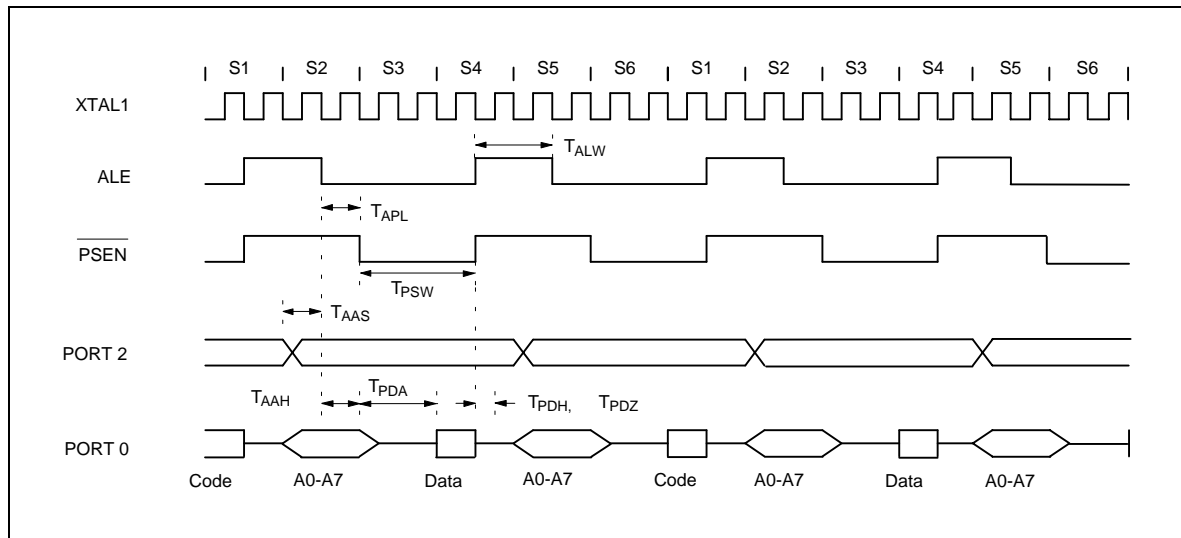 S1 S2 S3 S4 S5 S6 S1 S2 S3 S4 S5 S6
XTAL1
TALW
ALE
TAPL
PSEN
TPSW
TAAS
PORT 2
TAAH TPDA TPDH, TPDZ
PORT 0
Code A0-A7 Data A0-A7 Code A0-A7 Data A0-A7